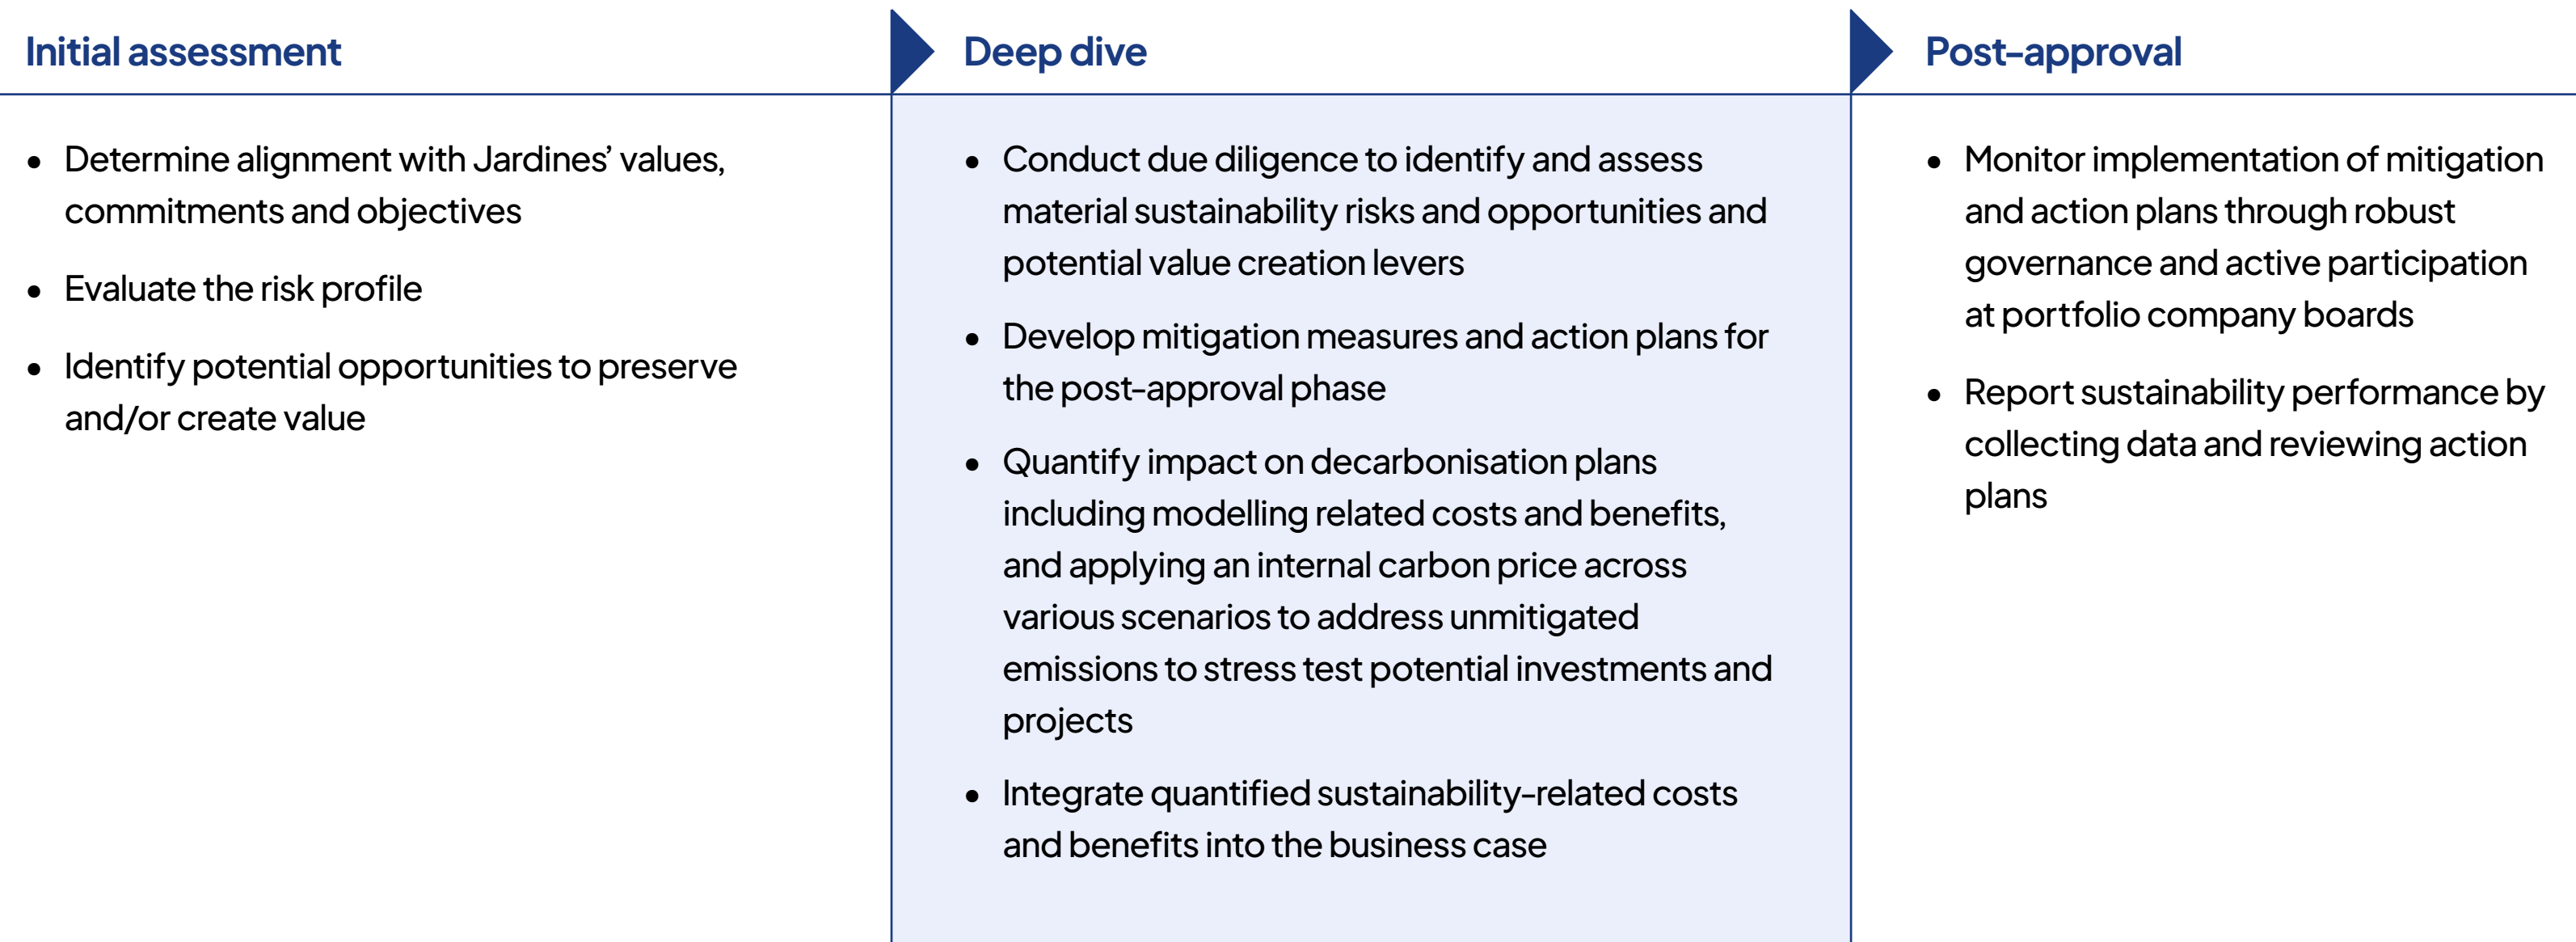 Initial assessment
• Determine alignment with Jardines’ values,
commitments and objectives
• Evaluate the risk profile
• Identify potential opportunities to preserve
and/or create value
Deep dive
• Conduct due diligence to identify and assess
material sustainability risks and opportunities and
potential value creation levers
• Develop mitigation measures and action plans for
the post-approval phase
• Quantify impact on decarbonisation plans
including modelling related costs and benefits,
and applying an internal carbon price across
various scenarios to address unmitigated
emissions to stress test potential investments and
projects
• Integrate quantified sustainability-related costs
and benefits into the business case
Post-approval
• Monitor implementation of mitigation
and action plans through robust
governance and active participation
at portfolio company boards
• Report sustainability performance by
collecting data and reviewing action
plans